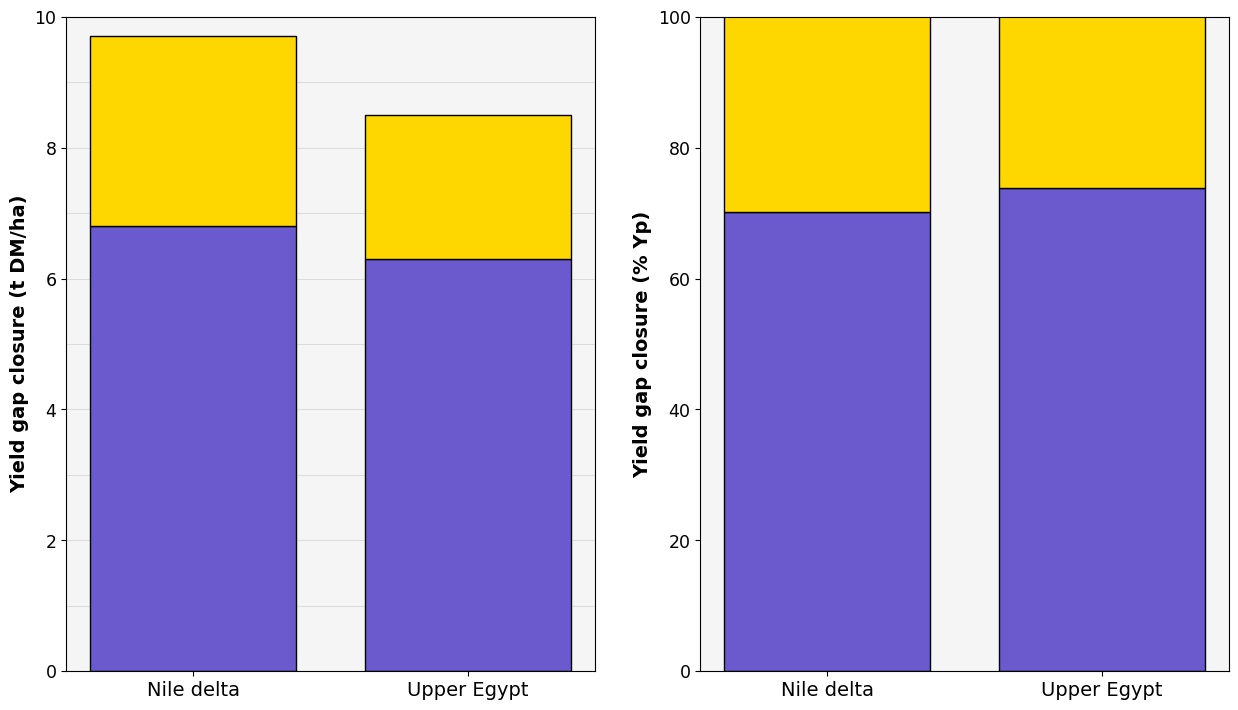 Yield gap closure (t DM/ha)
10
8
6
4
2
0
Nile delta
Upper Egypt
Yield gap closure (% Yp)
100
80
60
40
20
0
Nile delta
Upper Egypt